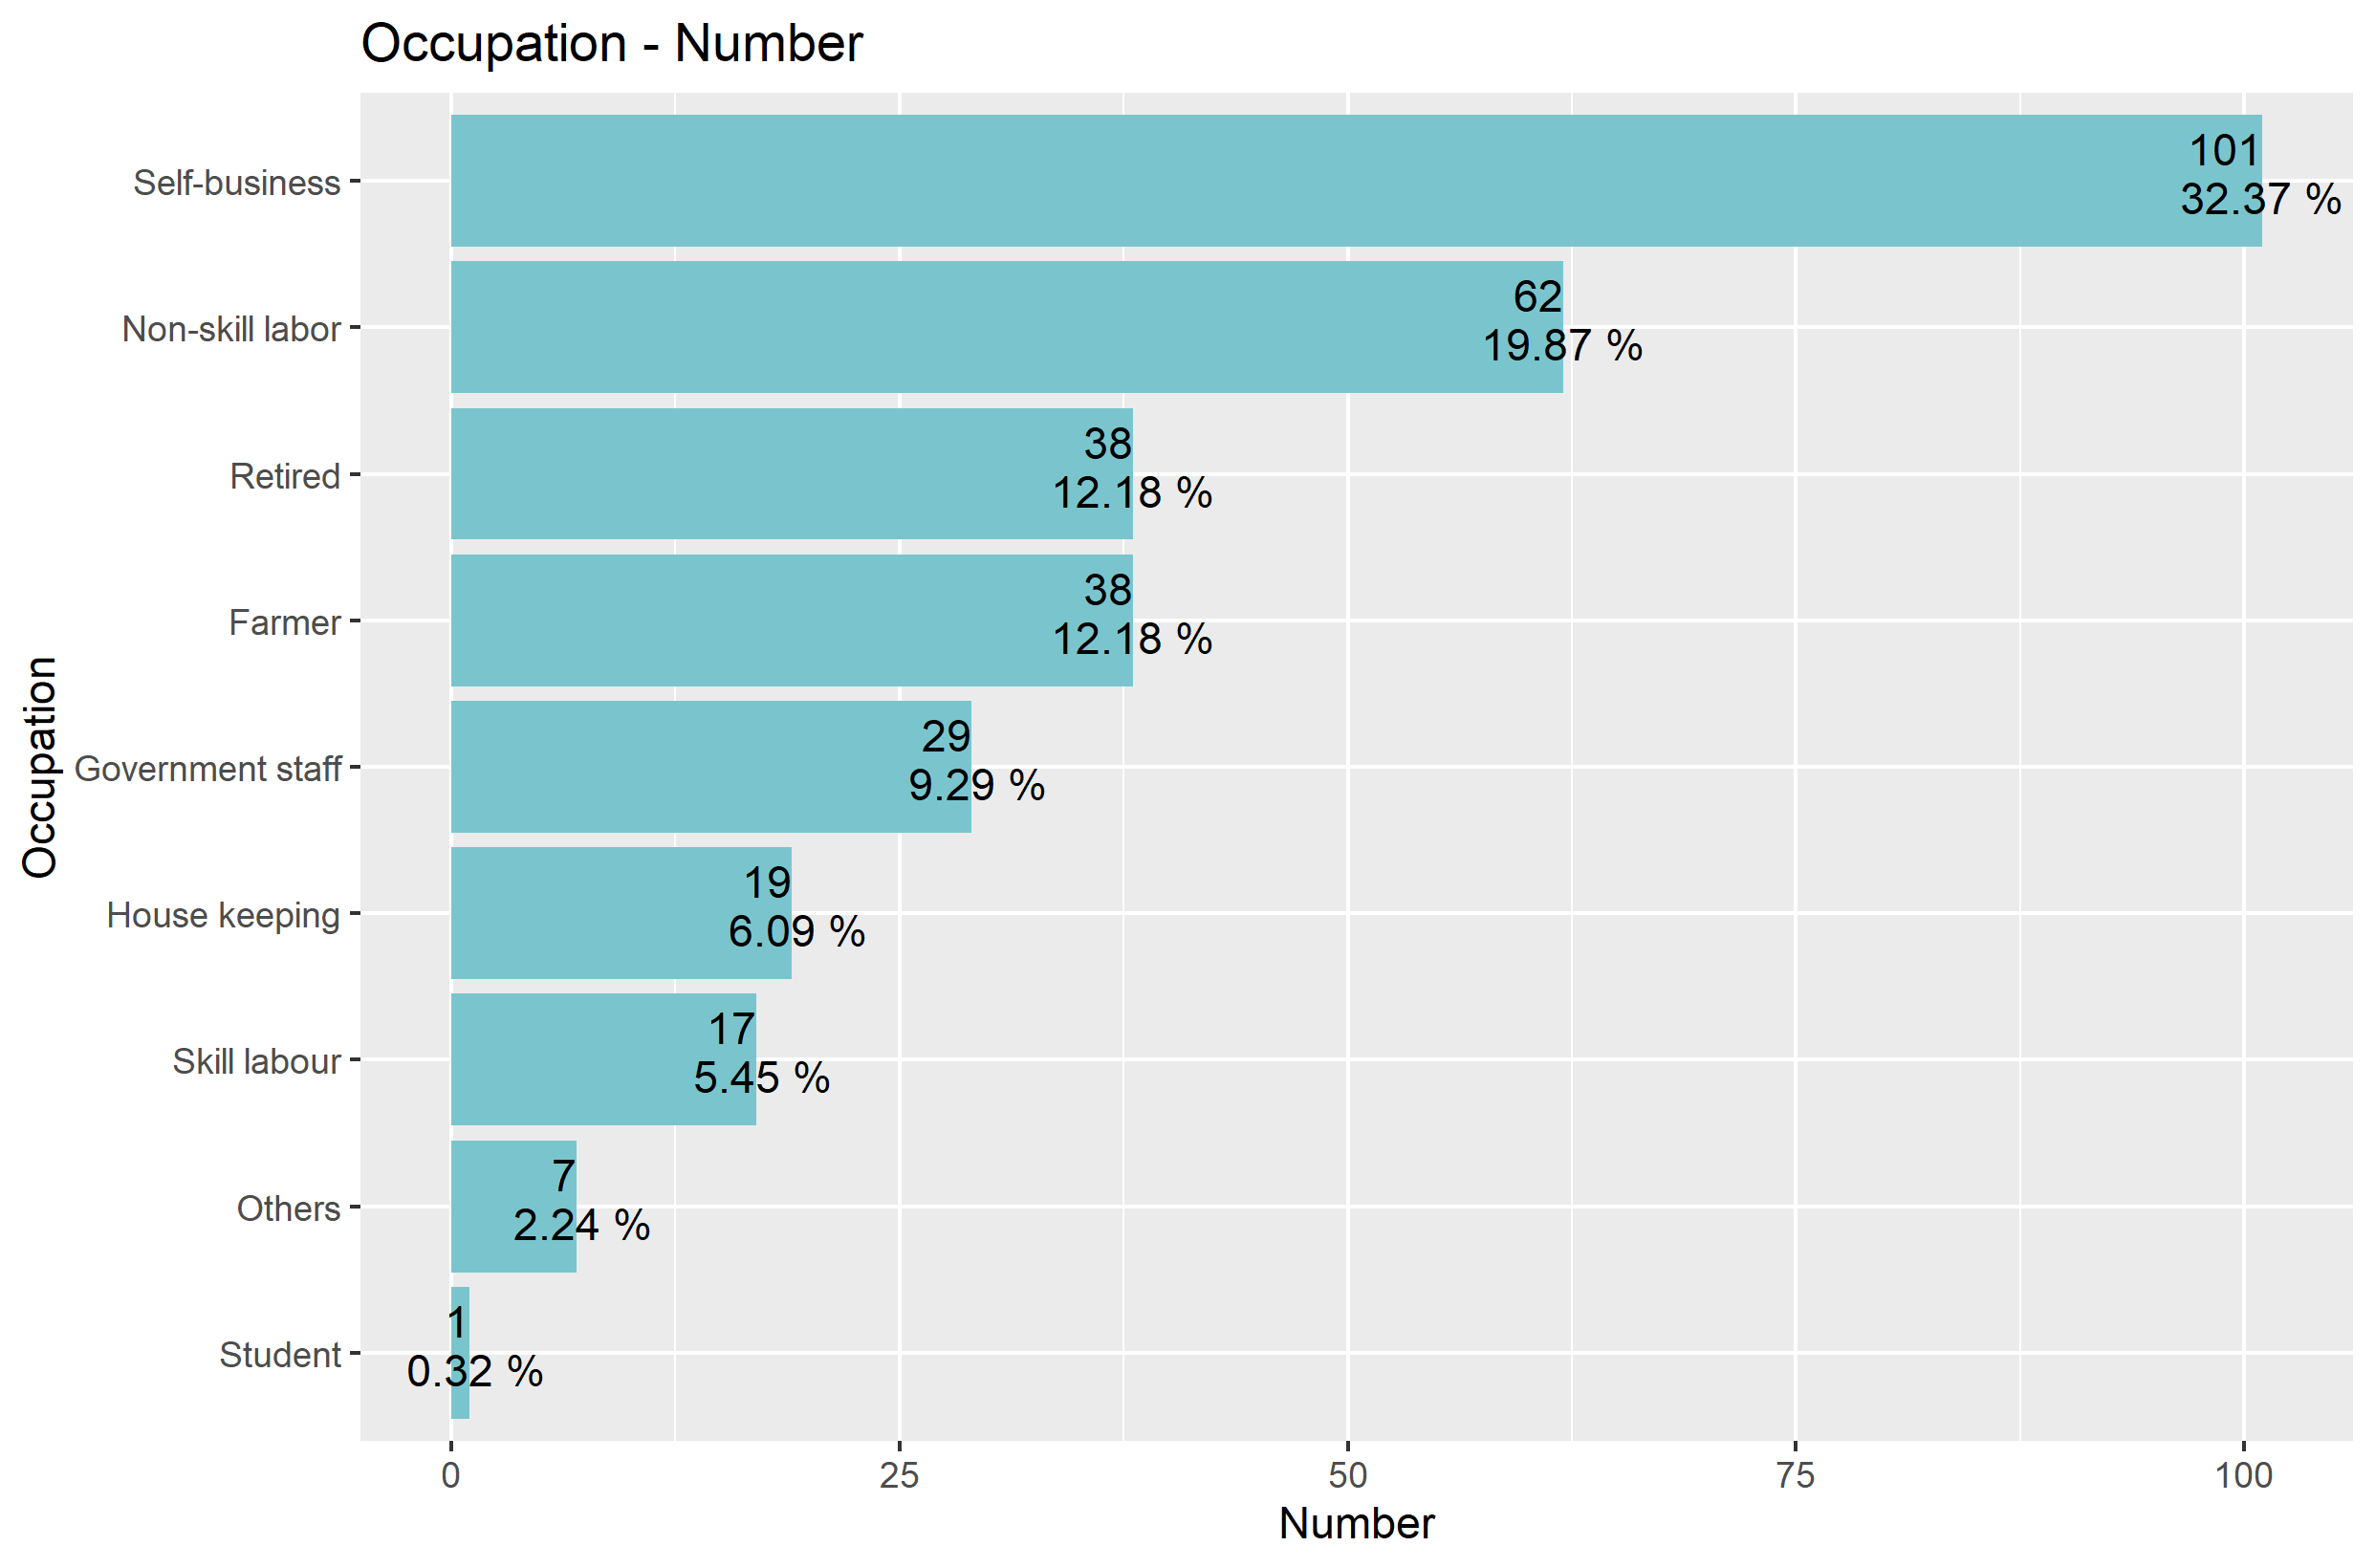 Occupation - Number
Self-business
101
32.37 %
Non-skill labor
62
19.87 %
Retired
38
12.18 %
Farmer
38
12.18 %
Government staff
29
9.29 %
House keeping
19
6.09 %
Skill labour
17
5.45 %
Others
7
2.24 %
Student
1
0.32 %
Occupation
0 25 50 75 100
Number